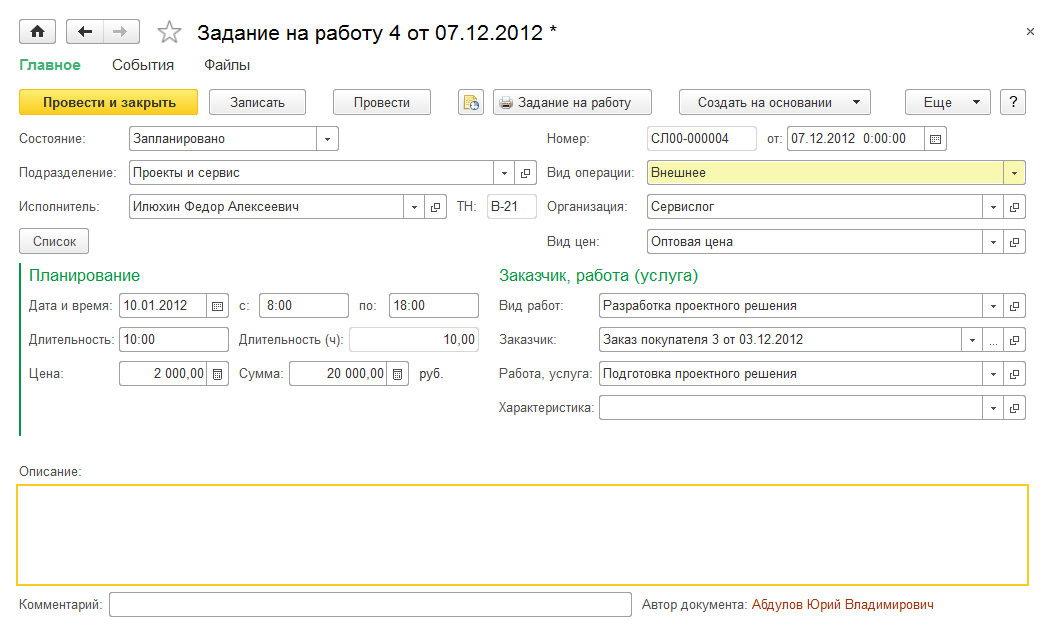 Задание на работу 4 от 07.12.2012 *
Главное События Файлы
Провести и закрыть Записать Провести Задание на работу Создать на основании Еще ?
Состояние: Запланировано Номер: СЛ00-000004 от: 07.12.2012 0:00:00
Подразделение: Проекты и сервис Вид операции: Внешнее
Исполнитель: Илюхин Федор Алексеевич ТН: В-21 Организация: Сервислог
Список Вид цен: Оптовая цена
Планирование Заказчик, работа (услуга)
Дата и время: 10.01.2012 с: 8:00 по: 18:00 Вид работ: Разработка проектного решения
Длительность: 10:00 Длительность (ч): 10,00 Заказчик: Заказ покупателя 3 от 03.12.2012 ...
Цена: 2 000,00 Сумма: 20 000,00 руб. Работа, услуга: Подготовка проектного решения
Характеристика:
Описание:
Комментарий: Автор документа: Абдулов Юрий Владимирович